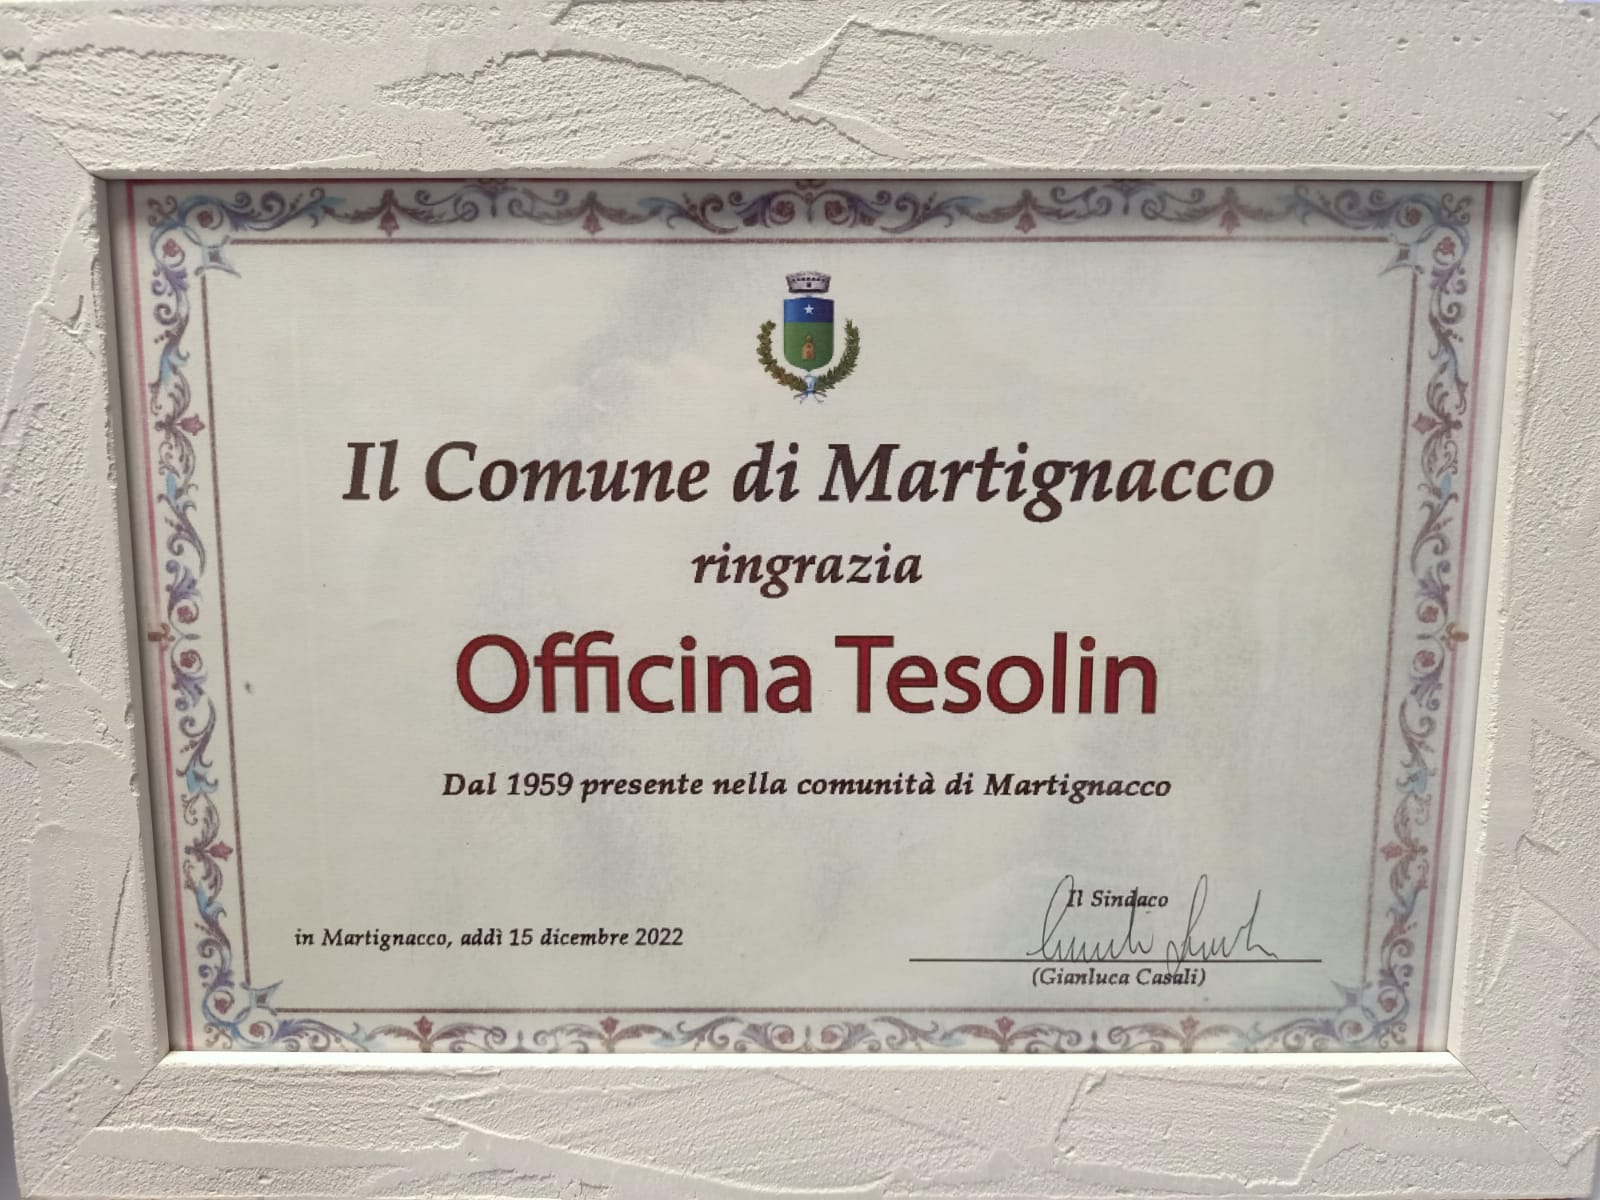 Il Comune di Martignacco
ringrazia
Officina Tesolin
Dal 1959 presente nella comunità di Martignacco
Il Sindaco
in Martignacco, addì 15 dicembre 2022
(Gianluca Casali)